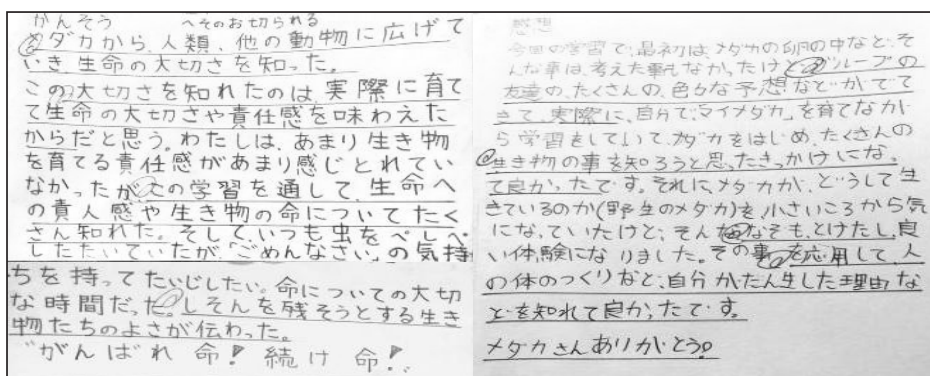 がんそう
へそのお切られる
メダカから、人類、他の動物に広げて
いき、生命の大切さを知った。
この大切さを知れたのは、実際に育て
て生命の大切さや責任感を味わえた
からだと思う。わたしは、あまり生き物
を育てる責任感があまり感じとれてい
なかったが、この学習を通して、生命へ
の責人感や生き物の命についてたく
さん知れた。そして、いつも虫をぺしぺ
したたいていたが、「ごめんなさい」の気持
ちを持ってたいじしたい。命についての大切
な時間だった。しそんを残そうとする生き
物たちのよさが伝わった。
"がんばれ 命! 続け 命!
感想
今回の学習で、最初は、メダカの卵の中など、そ
んな事は、考えた事もなかったけど、グループの
友達の、たくさんの、色々な予想などがでて
きて、実際に、自分で、マイメダカ、を育てなが
ら学習をしていて、メダカをはじめ、たくさんの
生き物の事を知ろうと思ったきっかけにな
って良かったです。それに、メダカが、どうして生
きているのか(野生のメダカ)を、小さいころから気
になっていたけど、そんななぞも、とけたし、良
い体験になりました。その事を応用して、人
の体のつくりなど、自分がたん生した理由な
どを知れて良かったです。
メダカさんありがとう。